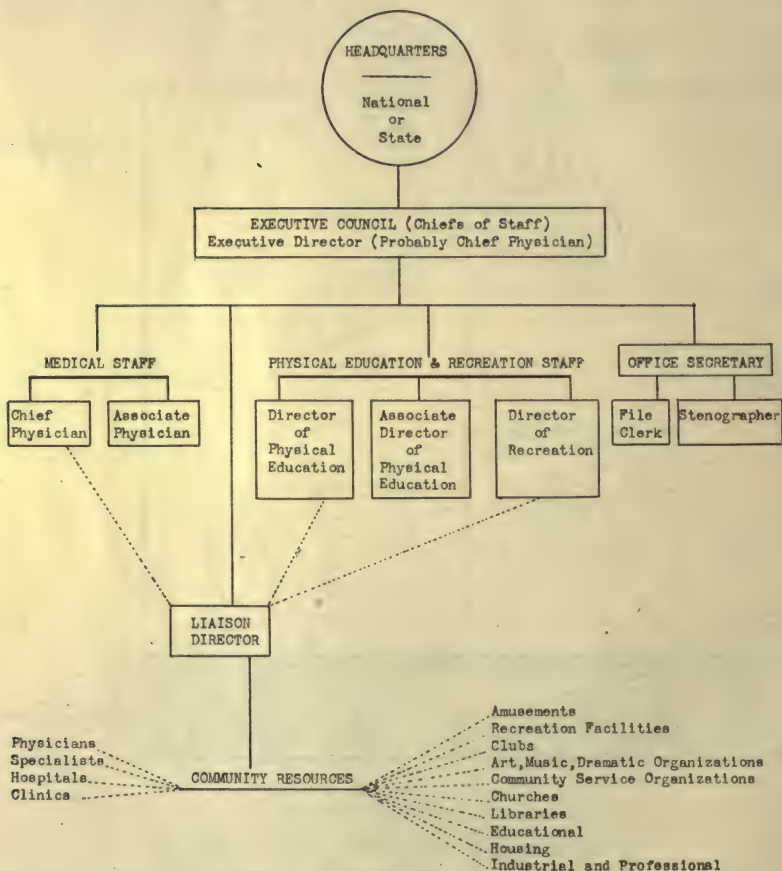 HEADQUARTERS
National
or
State
EXECUTIVE COUNCIL (Chiefs of Staff)
Executive Director (Probably Chief Physician)
MEDICAL STAFF
PHYSICAL EDUCATION & RECREATION STAFF
OFFICE SECRETARY
Chief
Physician
Associate
Physician
Director
of
Physical
Education
Associate
Director
of
Physical
Education
Director
of
Recreation
File
Clerk
Stenographer
LIAISON
DIRECTOR
Physicians
Specialists
Hospitals
Clinics
COMMUNITY RESOURCES
Amusements
Recreation Facilities
Clubs
Art,Music,Dramatic Organizations
Community Service Organizations
Churches
Libraries
Educational
Housing
Industrial and Professional